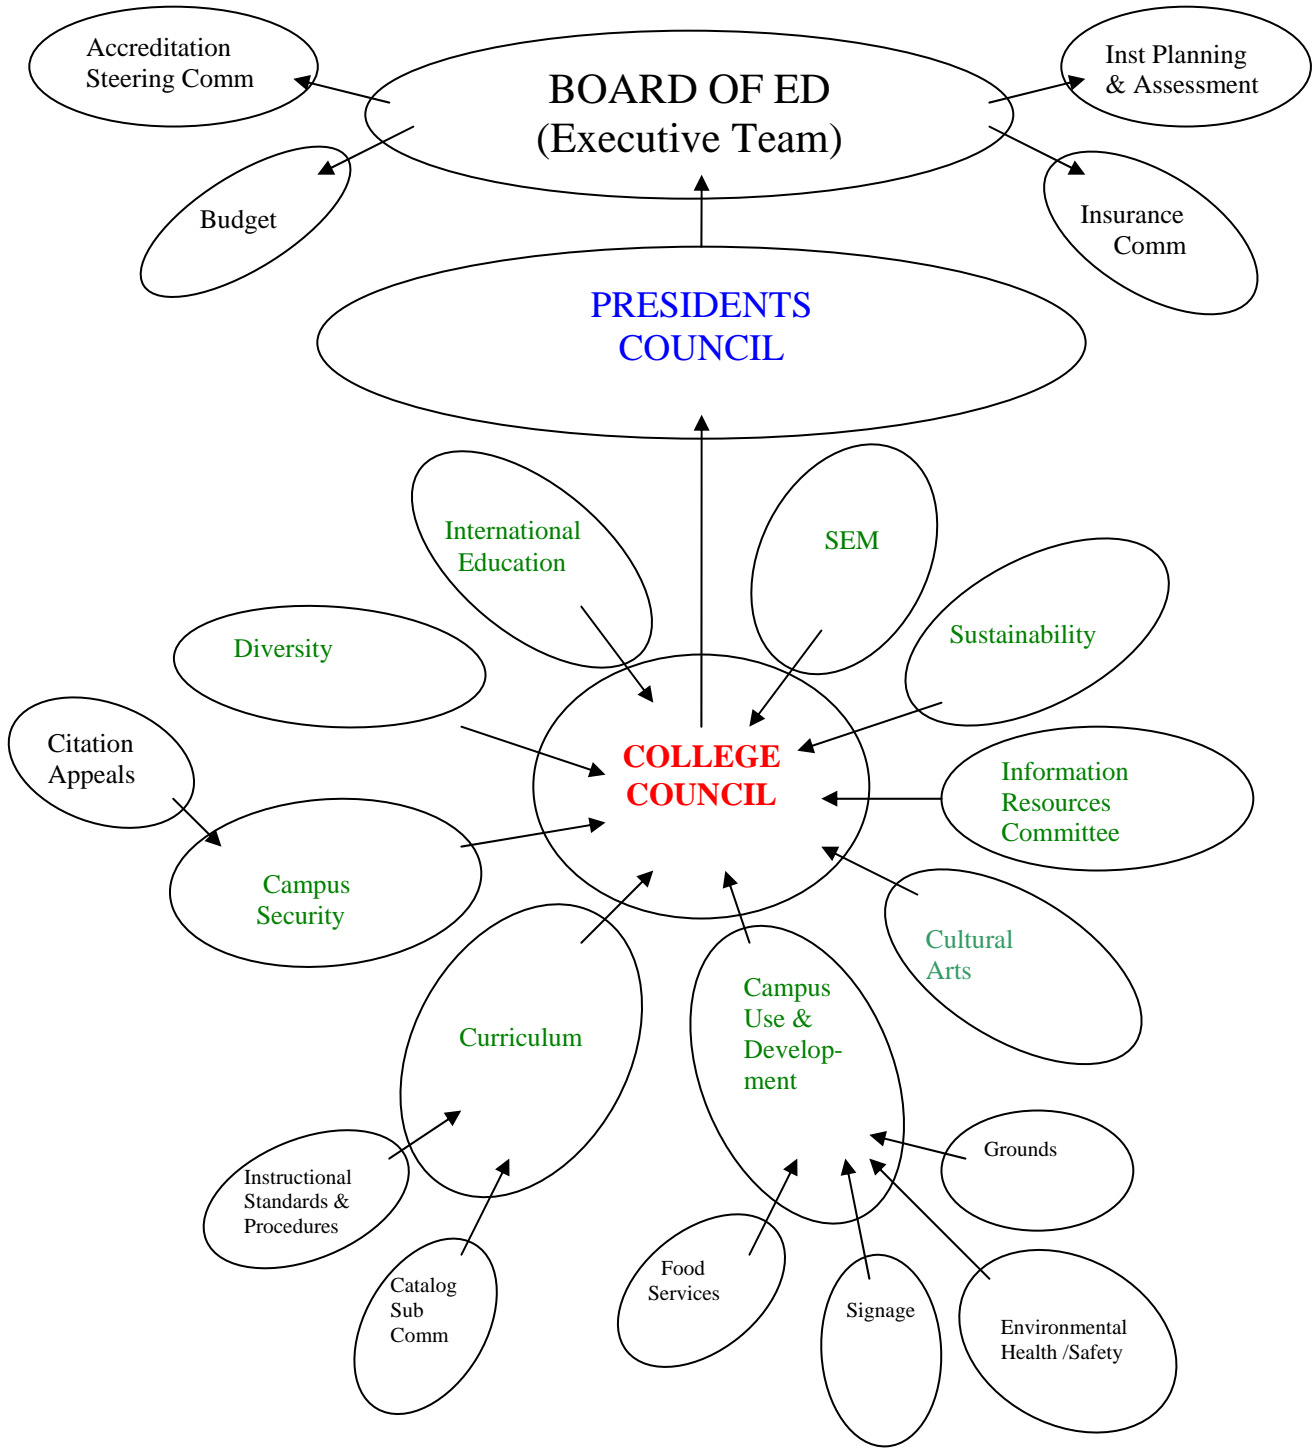 Accreditation
Steering Comm
BOARD OF ED
(Executive Team)
Inst Planning
& Assessment
Budget
Insurance
Comm
PRESIDENTS
COUNCIL
International
Education
SEM
Diversity
Sustainability
Citation
Appeals
COLLEGE
COUNCIL
Information
Resources
Committee
Campus
Security
Cultural
Arts
Curriculum
Campus
Use &
Develop-
ment
Instructional
Standards &
Procedures
Grounds
Catalog
Sub
Comm
Food
Services
Signage
Environmental
Health /Safety